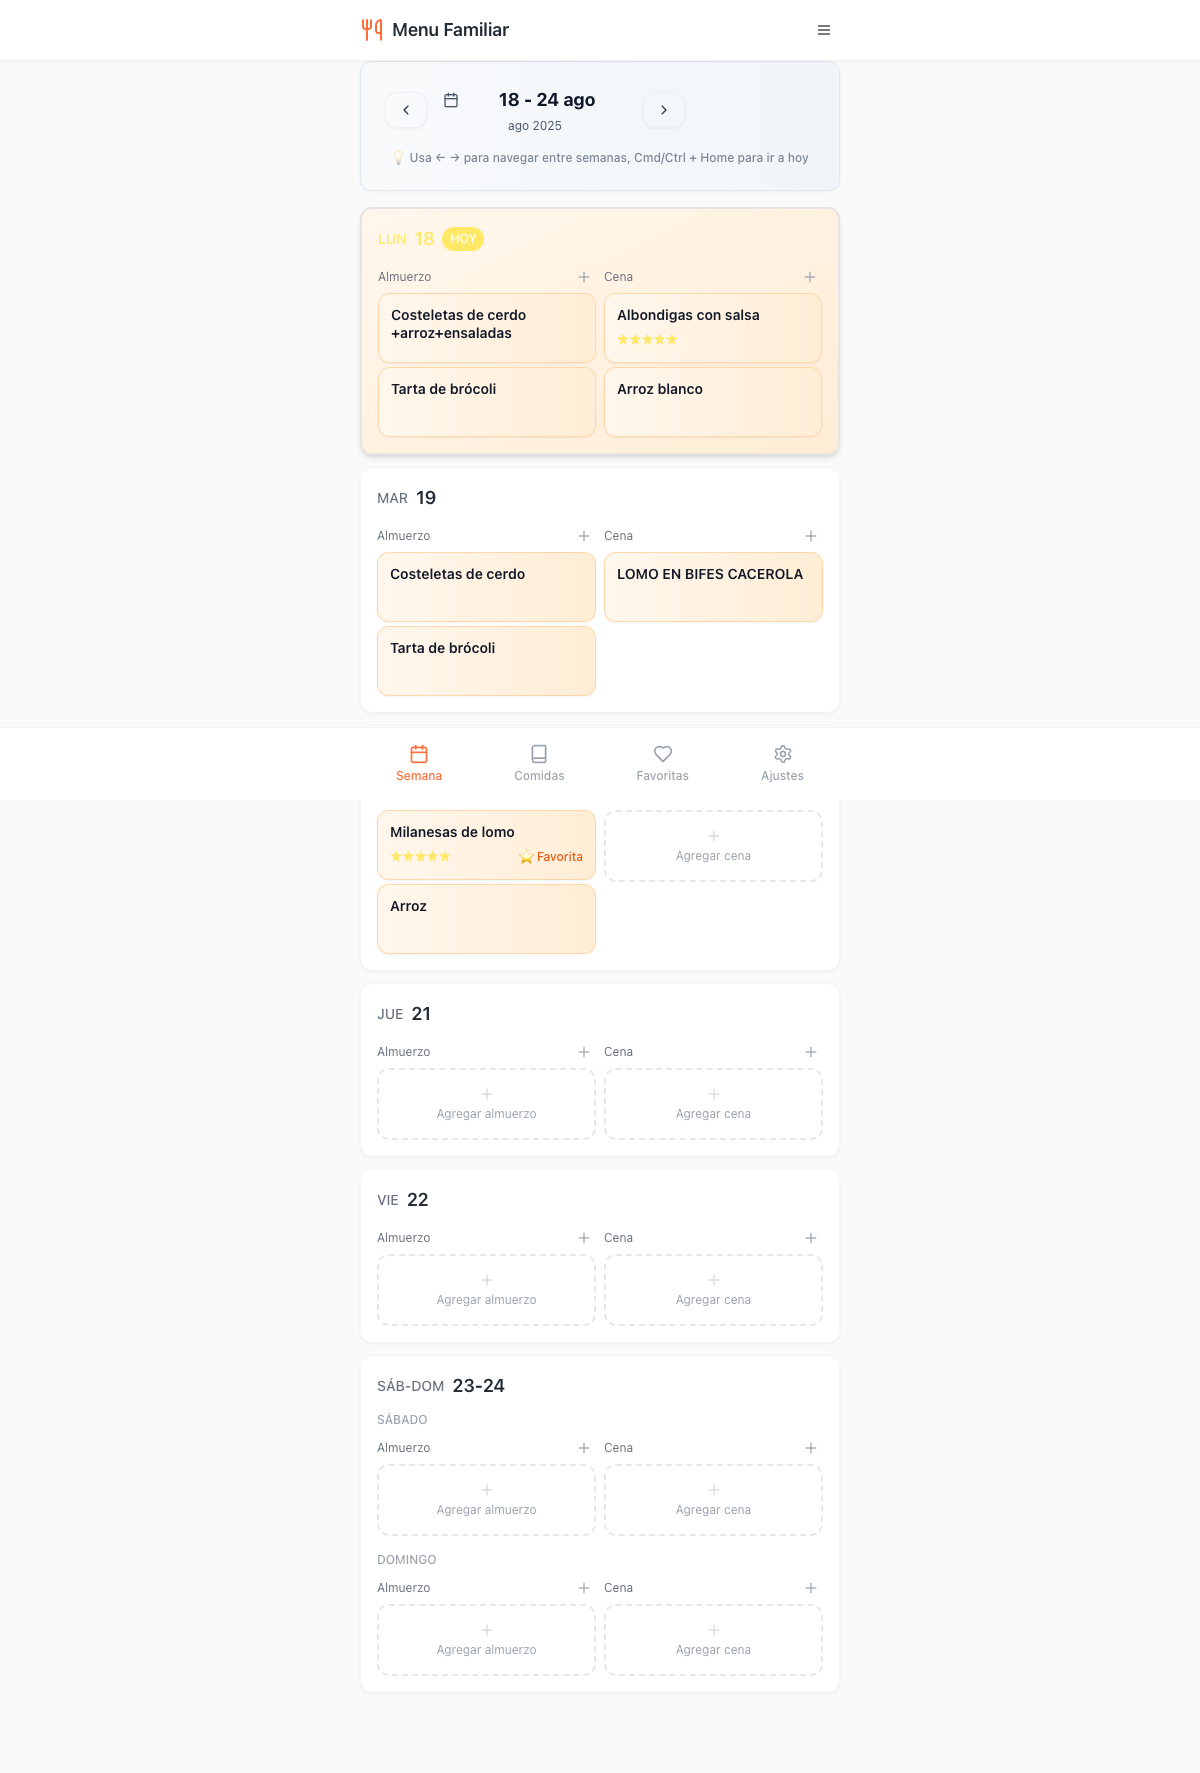 Menu Familiar
18 - 24 ago
ago 2025
💡 Usa ← → para navegar entre semanas, Cmd/Ctrl + Home para ir a hoy
LUN 18 HOY
Almuerzo
Costeletas de cerdo
+arroz+ensaladas
Tarta de brócoli
Cena
Albondigas con salsa
Arroz blanco
MAR 19
Almuerzo
Costeletas de cerdo
Tarta de brócoli
Cena
LOMO EN BIFES CACEROLA
Semana
Comidas
Favoritas
Ajustes
Milanesas de lomo
⭐ Favorita
Arroz
Agregar cena
JUE 21
Almuerzo
Agregar almuerzo
Cena
Agregar cena
VIE 22
Almuerzo
Agregar almuerzo
Cena
Agregar cena
SÁB-DOM 23-24
SÁBADO
Almuerzo
Agregar almuerzo
Cena
Agregar cena
DOMINGO
Almuerzo
Agregar almuerzo
Cena
Agregar cena